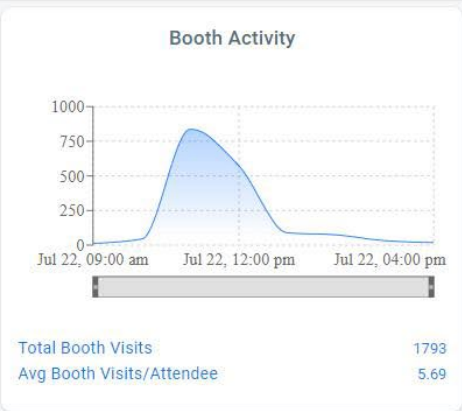 Booth Activity
1000
750
500
250
0
Jul 22, 09:00 am Jul 22, 12:00 pm Jul 22, 04:00 pm
Total Booth Visits 1793
Avg Booth Visits/Attendee 5.69